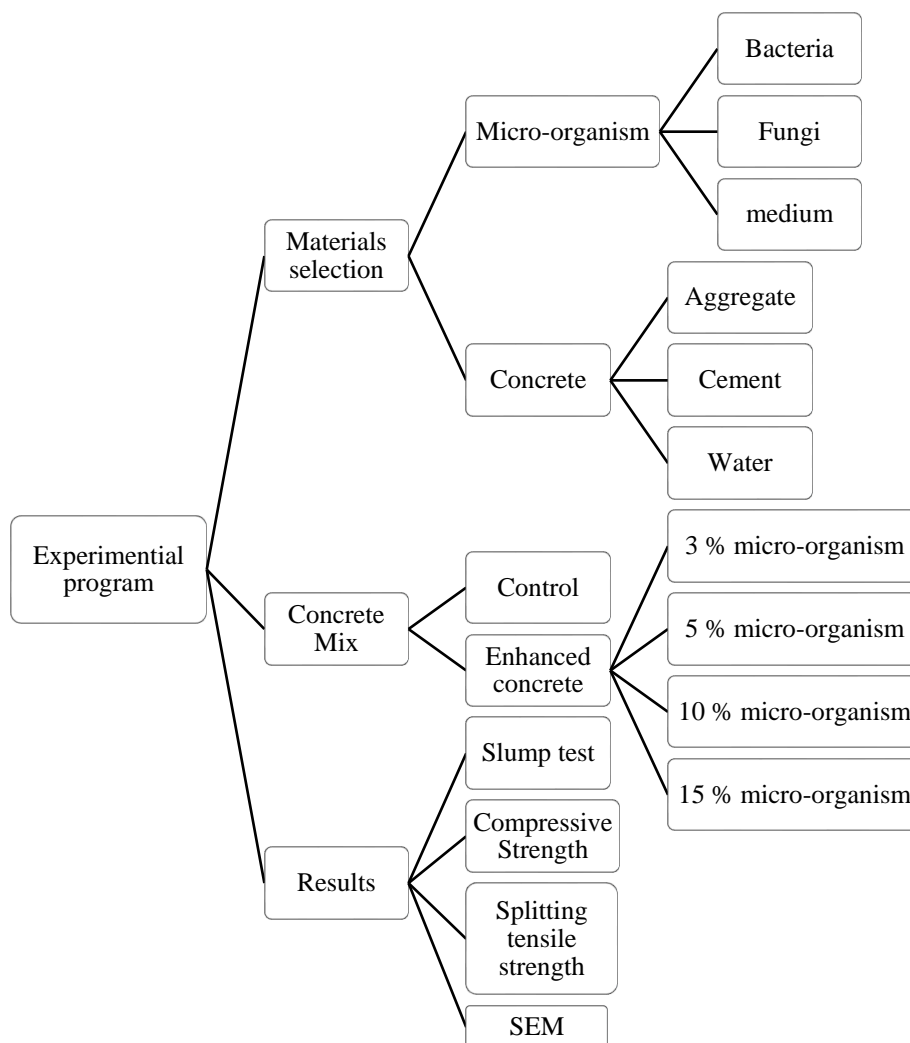 Experimential
program
Materials
selection
Micro-organism
Bacteria
Fungi
medium
Concrete
Aggregate
Cement
Water
Concrete
Mix
Control
Enhanced
concrete
3 % micro-organism
5 % micro-organism
10 % micro-organism
15 % micro-organism
Results
Slump test
Compressive
Strength
Splitting
tensile
strength
SEM